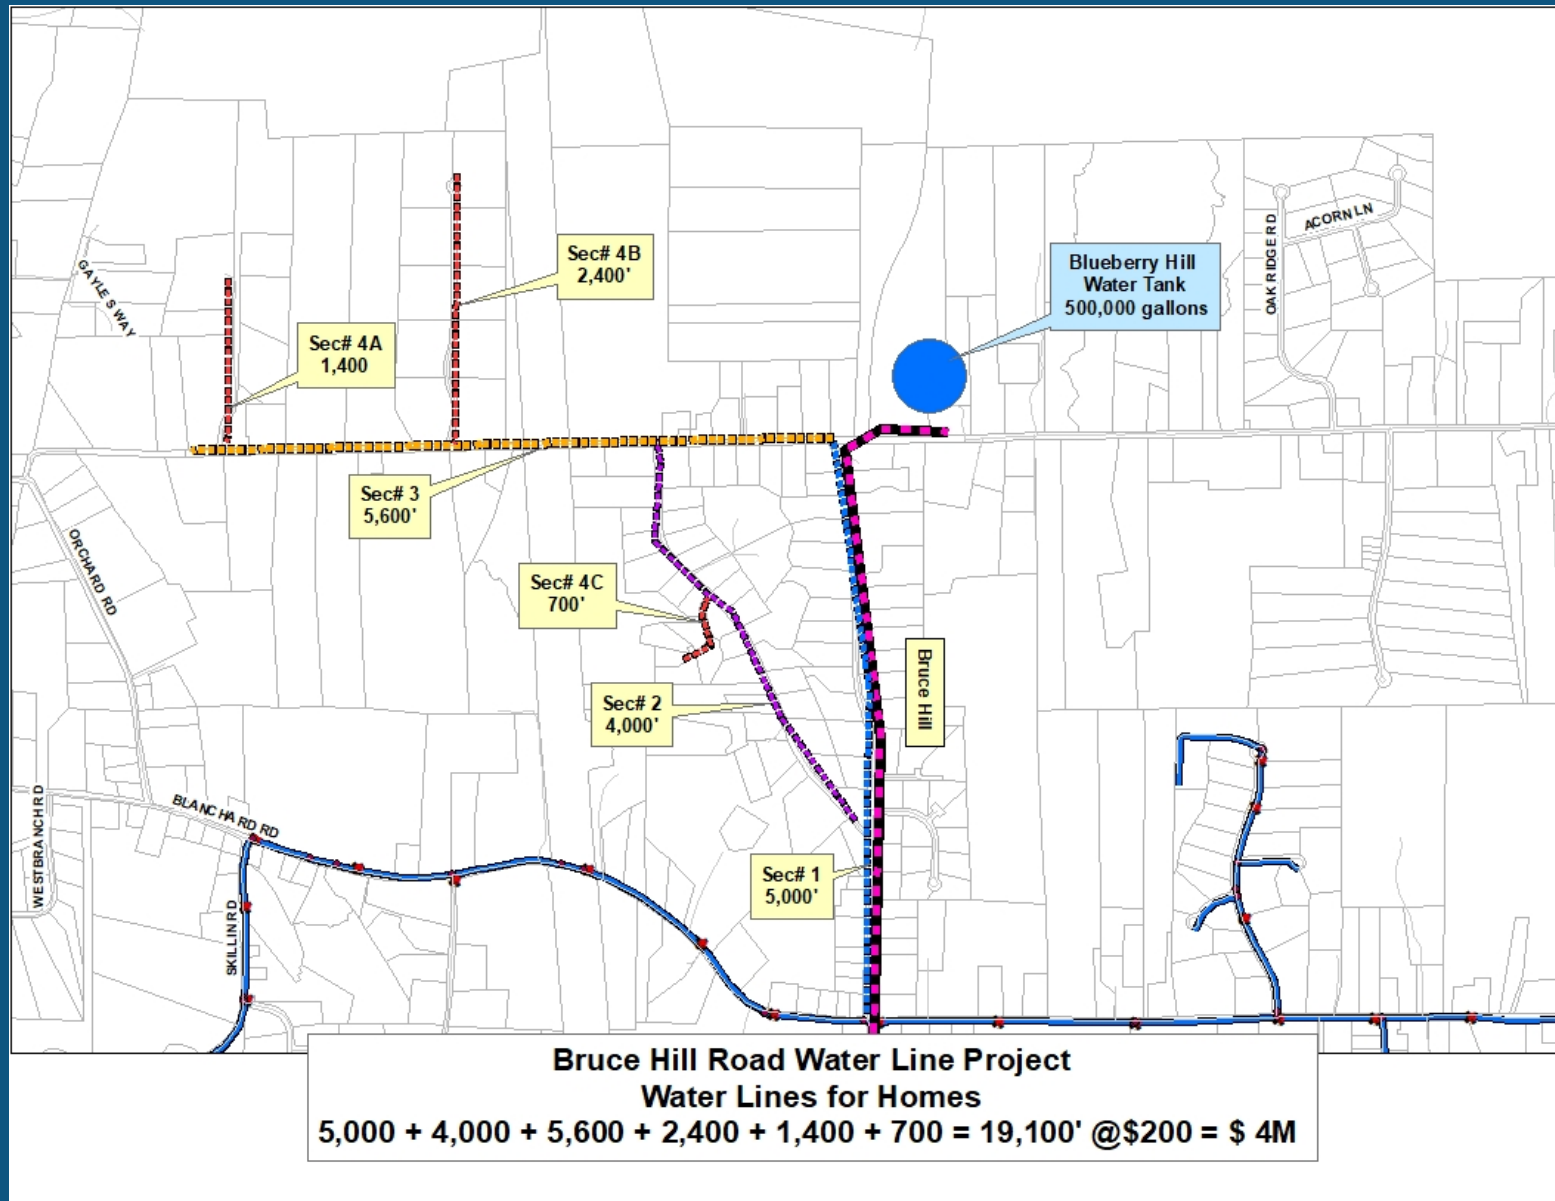 Sec# 4B
2,400'
Blueberry Hill
Water Tank
500,000 gallons
ACORN LN
OAK RIDGE RD
GAYLES WAY
Sec# 4A
1,400
Sec# 3
5,600'
ORCHARD RD
Sec# 4C
700'
Bruce Hill
Sec# 2
4,000'
WESTBRANCH RD
BLANCHARD RD
Sec# 1
5,000'
SKILLIN RD
Bruce Hill Road Water Line Project
Water Lines for Homes
5,000 + 4,000 + 5,600 + 2,400 + 1,400 + 700 = 19,100' @$200 = $ 4M